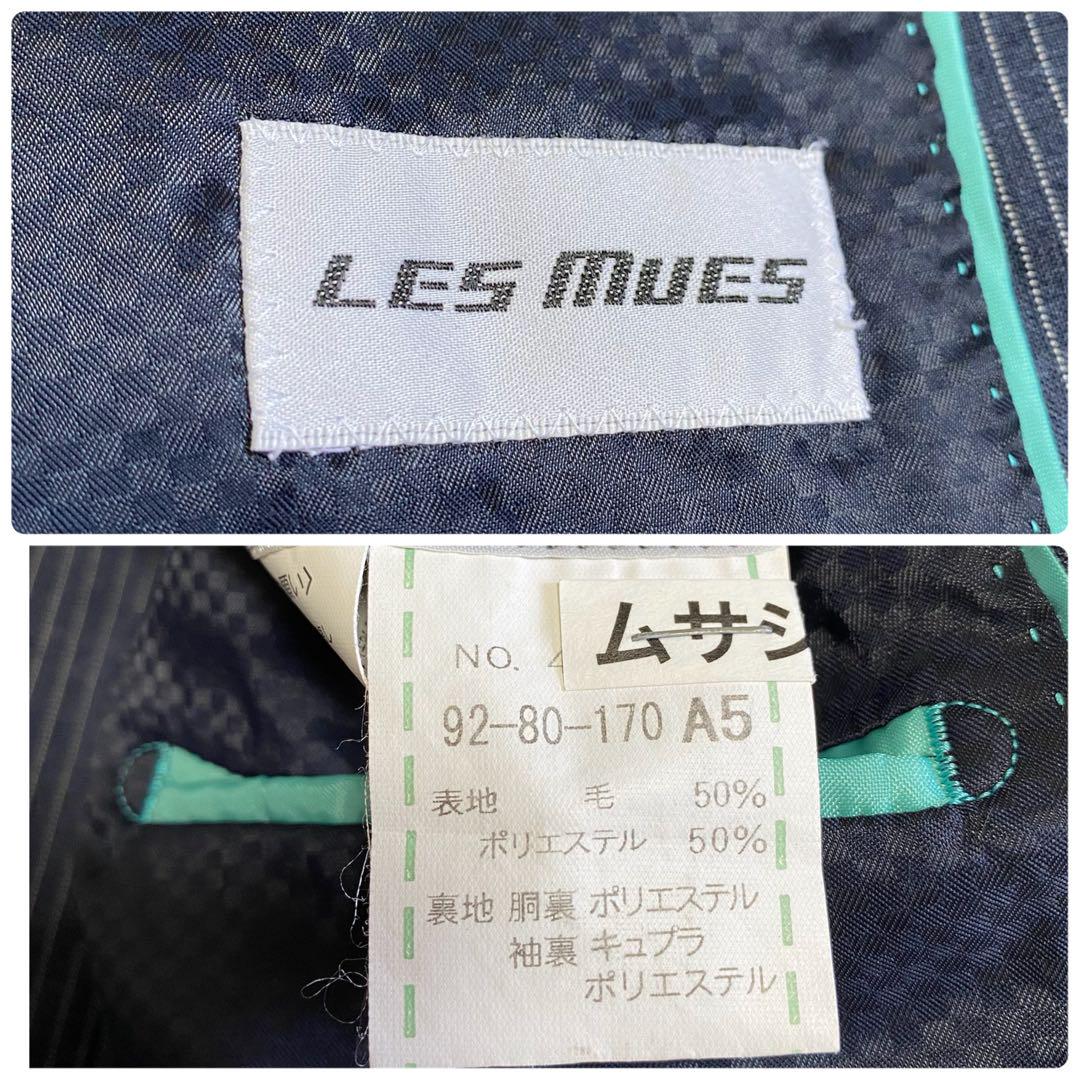 LES MUES
ムサシ
NO.
92-80-170 A5
表地 毛 50%
ポリエステル 50%
裏地 胴裏 ポリエステル
袖裏 キュプラ
ポリエステル